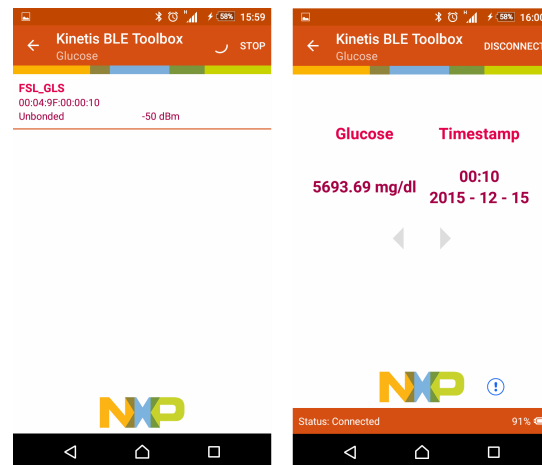 58% 15:59
Kinetis BLE Toolbox
Glucose
STOP
FSL_GLS
00:04:9F:00:00:10
Unbonded -50 dBm
NXP
H 58% 16:00
Kinetis BLE Toolbox
Glucose
DISCONNECT
Glucose Timestamp
5693.69 mg/dl
00:10
2015 - 12 - 15
NXP
Status: Connected 91%